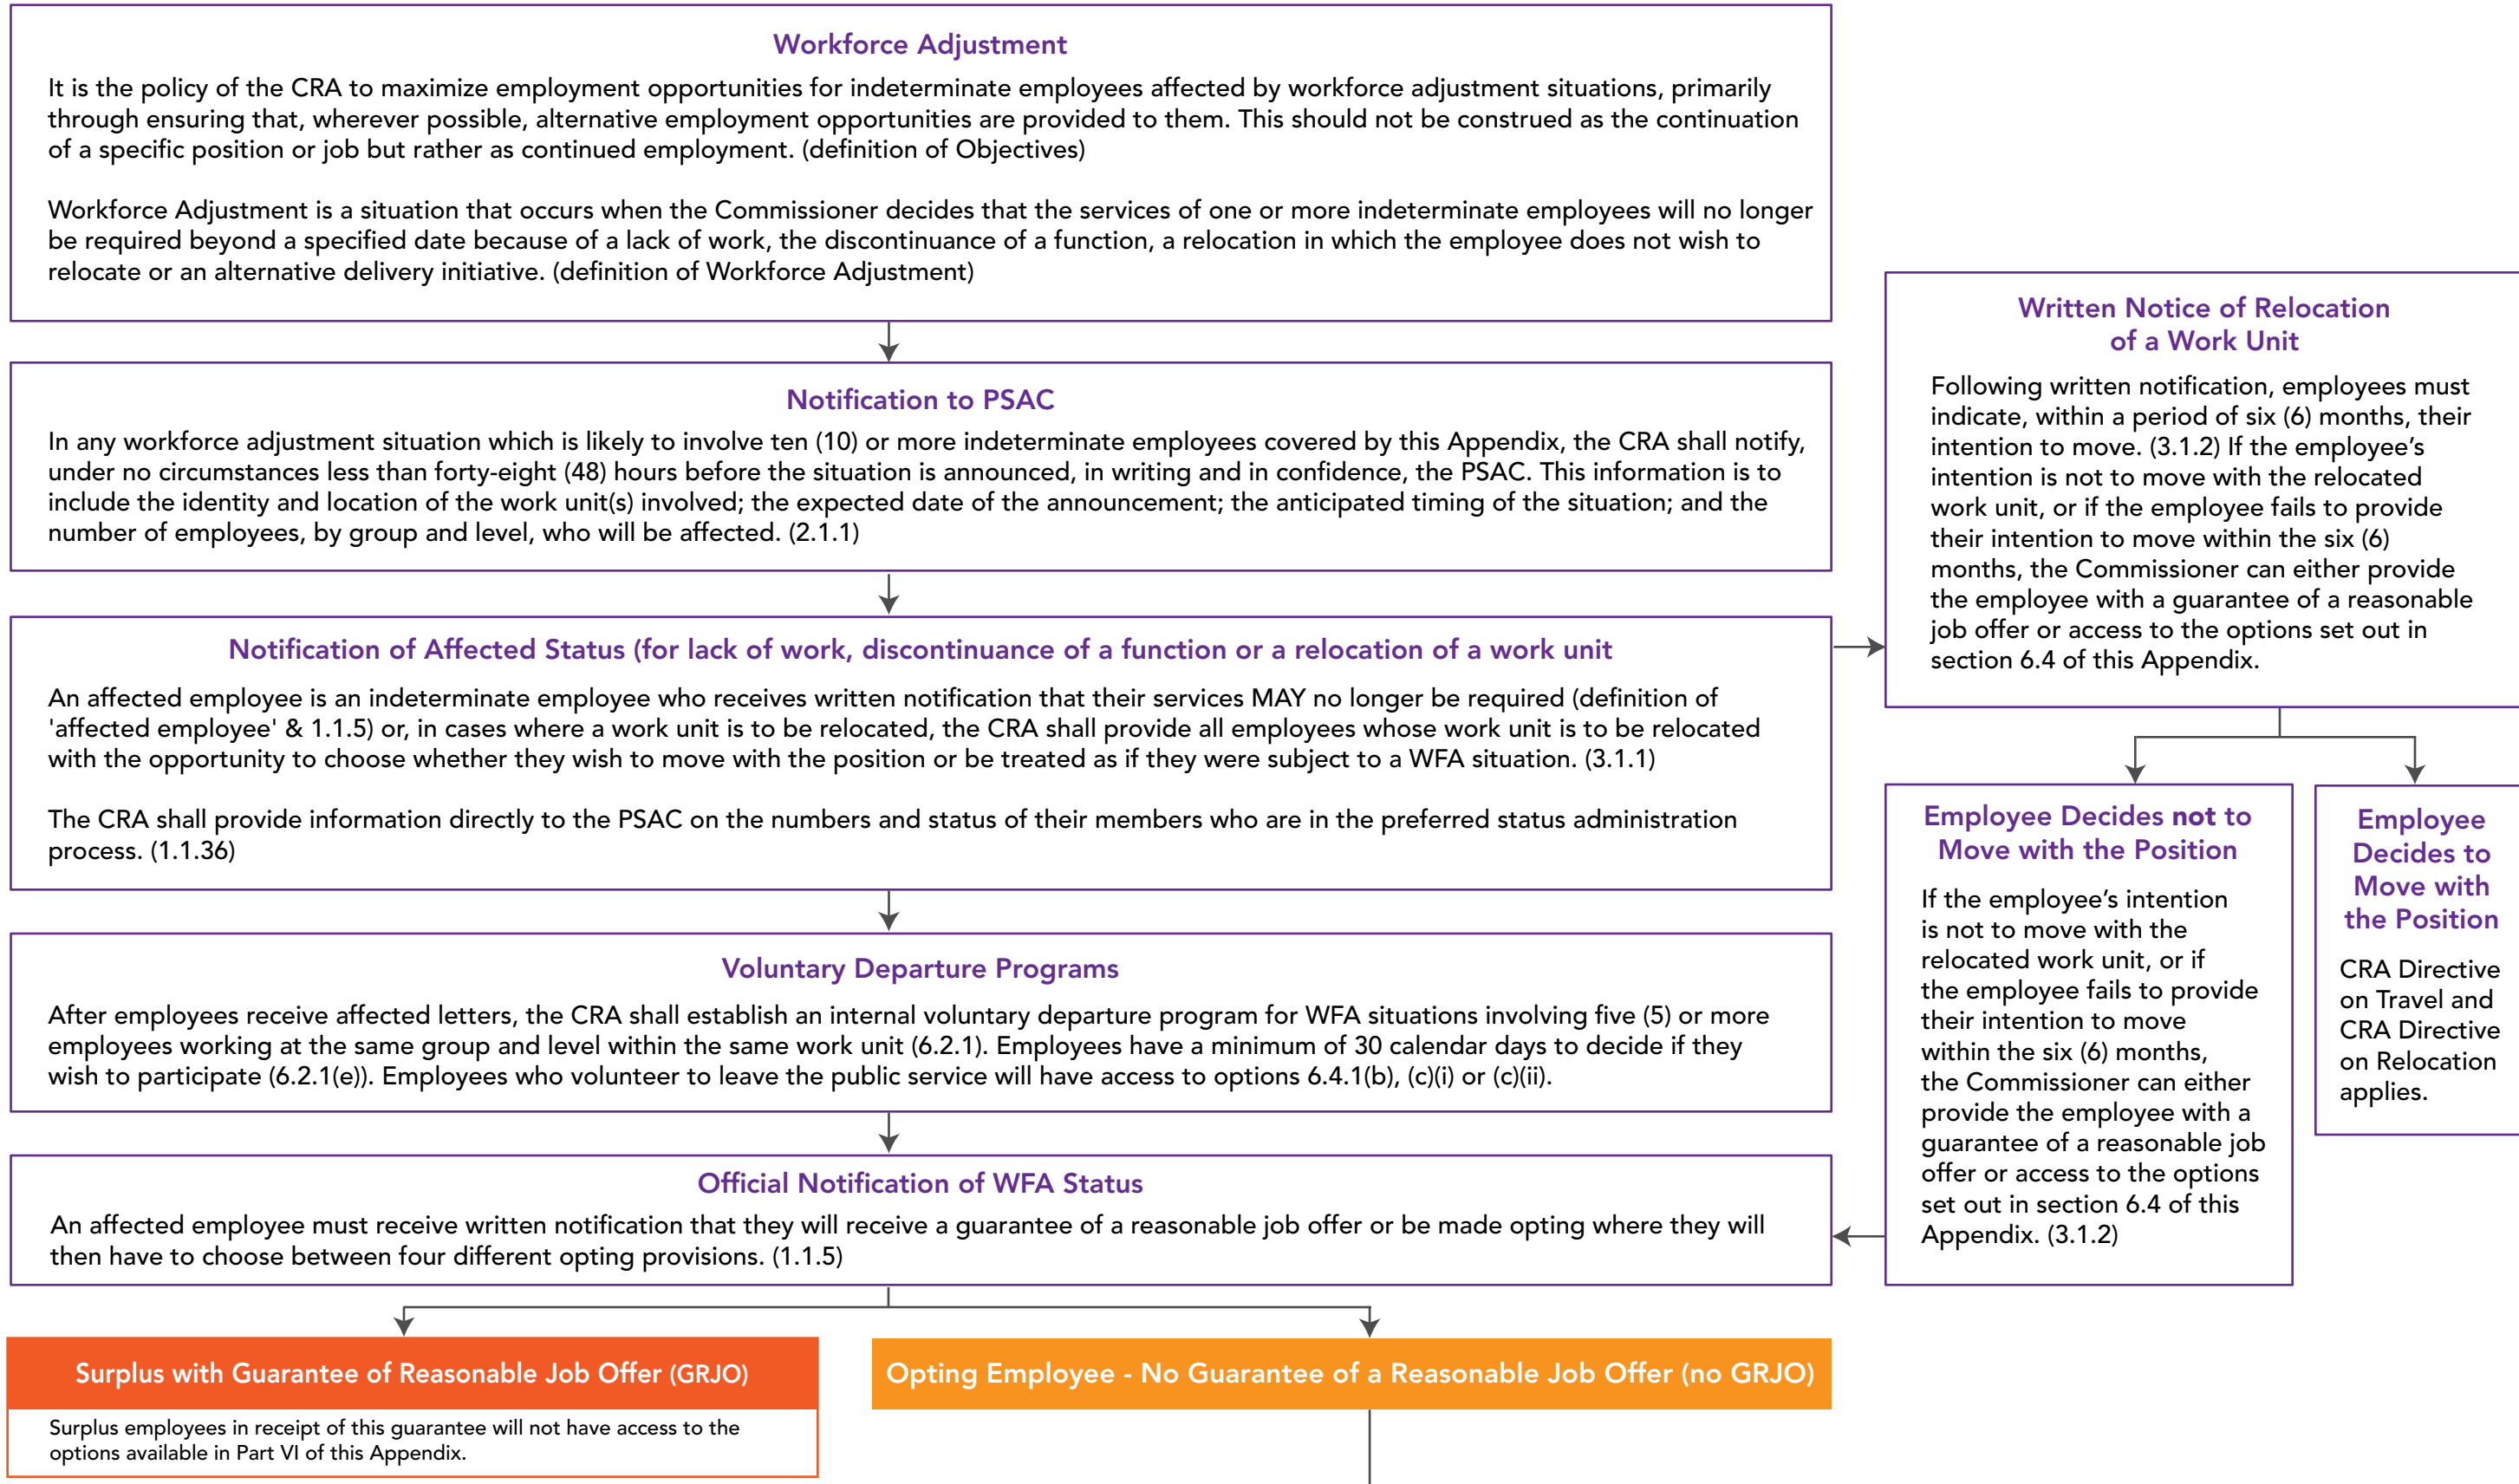 Workforce Adjustment
It is the policy of the CRA to maximize employment opportunities for indeterminate employees affected by workforce adjustment situations, primarily
through ensuring that, wherever possible, alternative employment opportunities are provided to them. This should not be construed as the continuation
of a specific position or job but rather as continued employment. (definition of Objectives)
Workforce Adjustment is a situation that occurs when the Commissioner decides that the services of one or more indeterminate employees will no longer
be required beyond a specified date because of a lack of work, the discontinuance of a function, a relocation in which the employee does not wish to
relocate or an alternative delivery initiative. (definition of Workforce Adjustment)
Notification to PSAC
In any workforce adjustment situation which is likely to involve ten (10) or more indeterminate employees covered by this Appendix, the CRA shall notify,
under no circumstances less than forty-eight (48) hours before the situation is announced, in writing and in confidence, the PSAC. This information is to
include the identity and location of the work unit(s) involved; the expected date of the announcement; the anticipated timing of the situation; and the
number of employees, by group and level, who will be affected. (2.1.1)
Notification of Affected Status (for lack of work, discontinuance of a function or a relocation of a work unit
An affected employee is an indeterminate employee who receives written notification that their services MAY no longer be required (definition of
'affected employee' & 1.1.5) or, in cases where a work unit is to be relocated, the CRA shall provide all employees whose work unit is to be relocated
with the opportunity to choose whether they wish to move with the position or be treated as if they were subject to a WFA situation. (3.1.1)
The CRA shall provide information directly to the PSAC on the numbers and status of their members who are in the preferred status administration
process. (1.1.36)
Written Notice of Relocation
of a Work Unit
Following written notification, employees must
indicate, within a period of six (6) months, their
intention to move. (3.1.2) If the employee's
intention is not to move with the relocated
work unit, or if the employee fails to provide
their intention to move within the six (6)
months, the Commissioner can either provide
the employee with a guarantee of a reasonable
job offer or access to the options set out in
section 6.4 of this Appendix.
Employee Decides not to
Move with the Position
If the employee's intention
is not to move with the
relocated work unit, or if
the employee fails to provide
their intention to move
within the six (6) months,
the Commissioner can either
provide the employee with a
guarantee of a reasonable job
offer or access to the options
set out in section 6.4 of this
Appendix. (3.1.2)
Employee
Decides to
Move with
the Position
CRA Directive
on Travel and
CRA Directive
on Relocation
applies.
Voluntary Departure Programs
After employees receive affected letters, the CRA shall establish an internal voluntary departure program for WFA situations involving five (5) or more
employees working at the same group and level within the same work unit (6.2.1). Employees have a minimum of 30 calendar days to decide if they
wish to participate (6.2.1(e)). Employees who volunteer to leave the public service will have access to options 6.4.1(b), (c)(i) or (c)(ii).
Official Notification of WFA Status
An affected employee must receive written notification that they will receive a guarantee of a reasonable job offer or be made opting where they will
then have to choose between four different opting provisions. (1.1.5)
Surplus with Guarantee of Reasonable Job Offer (GRJO)
Surplus employees in receipt of this guarantee will not have access to the
options available in Part VI of this Appendix.
Opting Employee - No Guarantee of a Reasonable Job Offer (no GRJO)